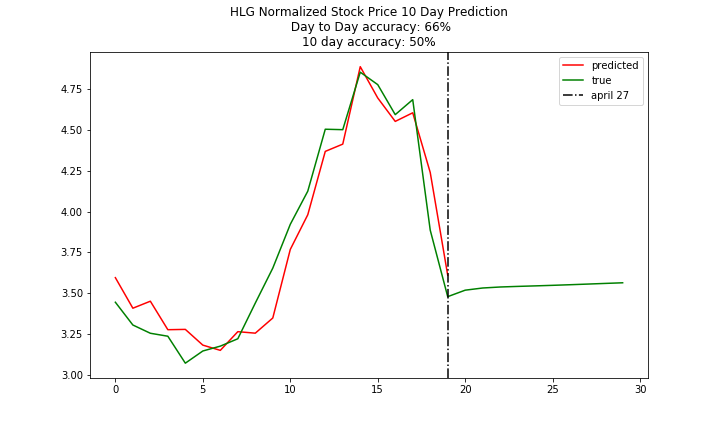 HLG Normalized Stock Price 10 Day Prediction
Day to Day accuracy: 66%
10 day accuracy: 50%
predicted
true
april 27
4.75
4.50
4.25
4.00
3.75
3.50
3.25
3.00
0 5 10 15 20 25 30